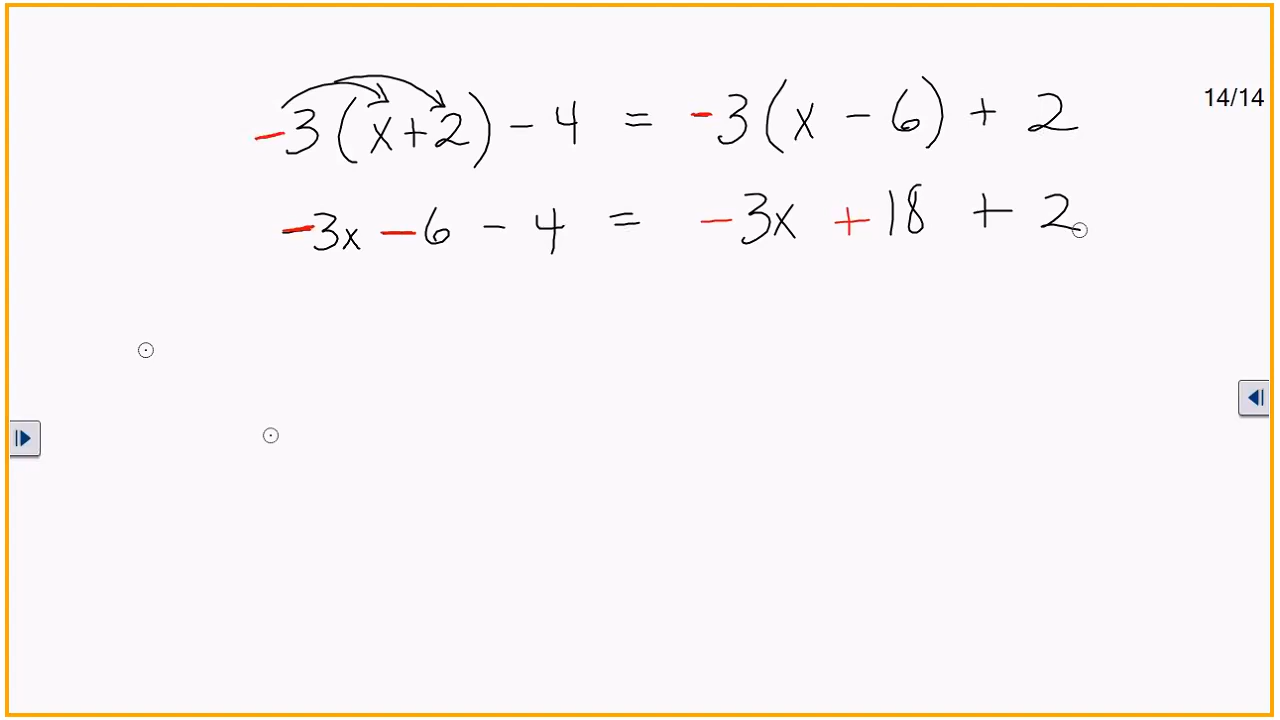 14/14
-3(x+2) - 4 = -3(x - 6) + 2
-3x - 6 - 4 = -3x + 18 + 2